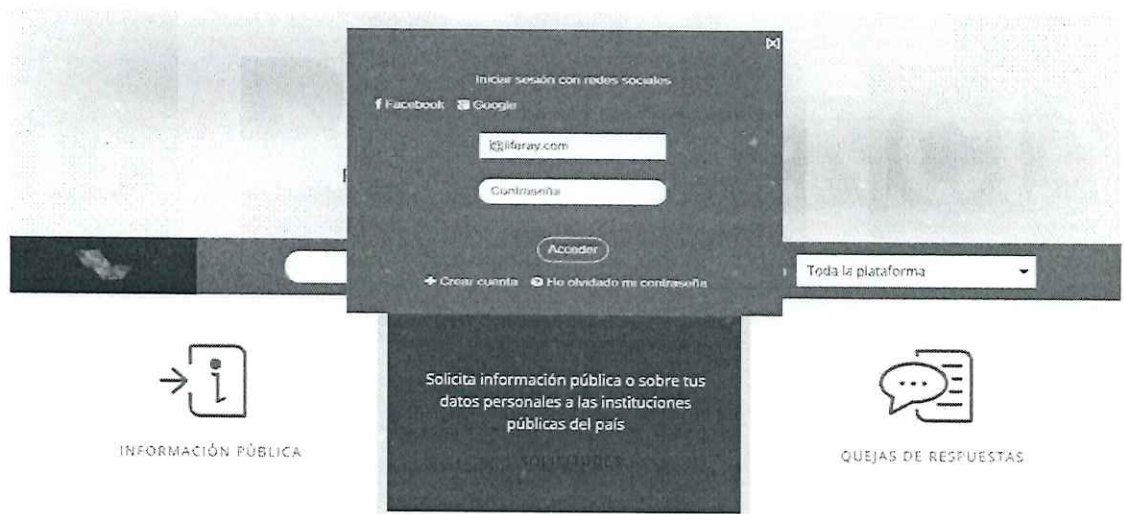 Iniciar sesión con redes sociales
Facebook Google
@liferay.com
Contraseña
Acceder
Toda la plataforma
Crear cuenta He olvidado mi contraseña
Solicita información pública o sobre tus
datos personales a las instituciones
públicas del país
INFORMACIÓN PÚBLICA
SOLICITUDES
QUEJAS DE RESPUESTAS